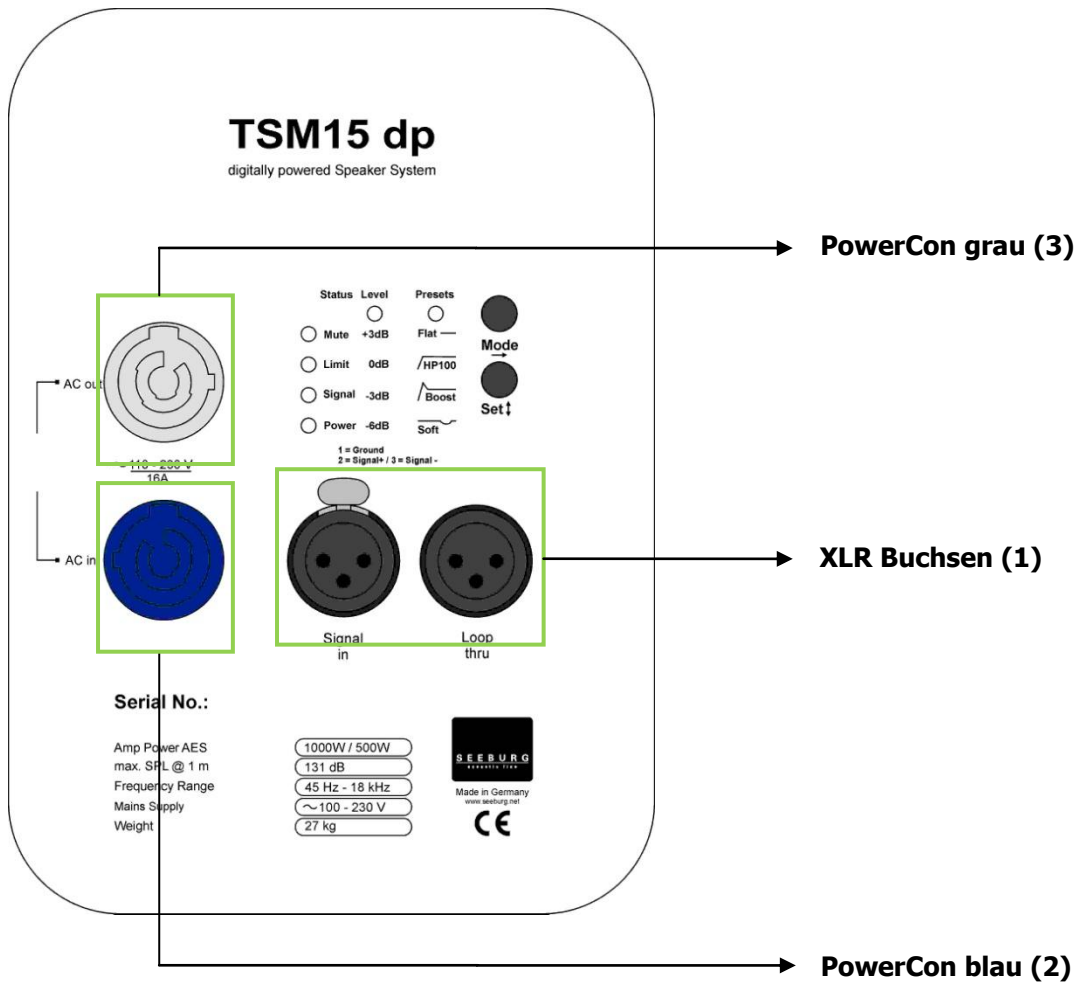 TSM15 dp
digitally powered Speaker System
PowerCon grau (3)
Status Level Presets
Mute +3dB Flat
Mode
Limit 0dB HP100
Signal -3dB Boost
Set
Power -6dB Soft
AC out
1 = Ground
2 = Signal+ / 3 = Signal -
~ 110 - 230 V
16A
AC in
XLR Buchsen (1)
Signal
in
Loop
thru
Serial No.:
Amp Power AES 1000W / 500W
max. SPL @ 1 m 131 dB
Frequency Range 45 Hz - 18 kHz
Mains Supply ~100 - 230 V
Weight 27 kg
SEEBURG
acoustic line
Made in Germany
www.seeburg.net
CE
PowerCon blau (2)